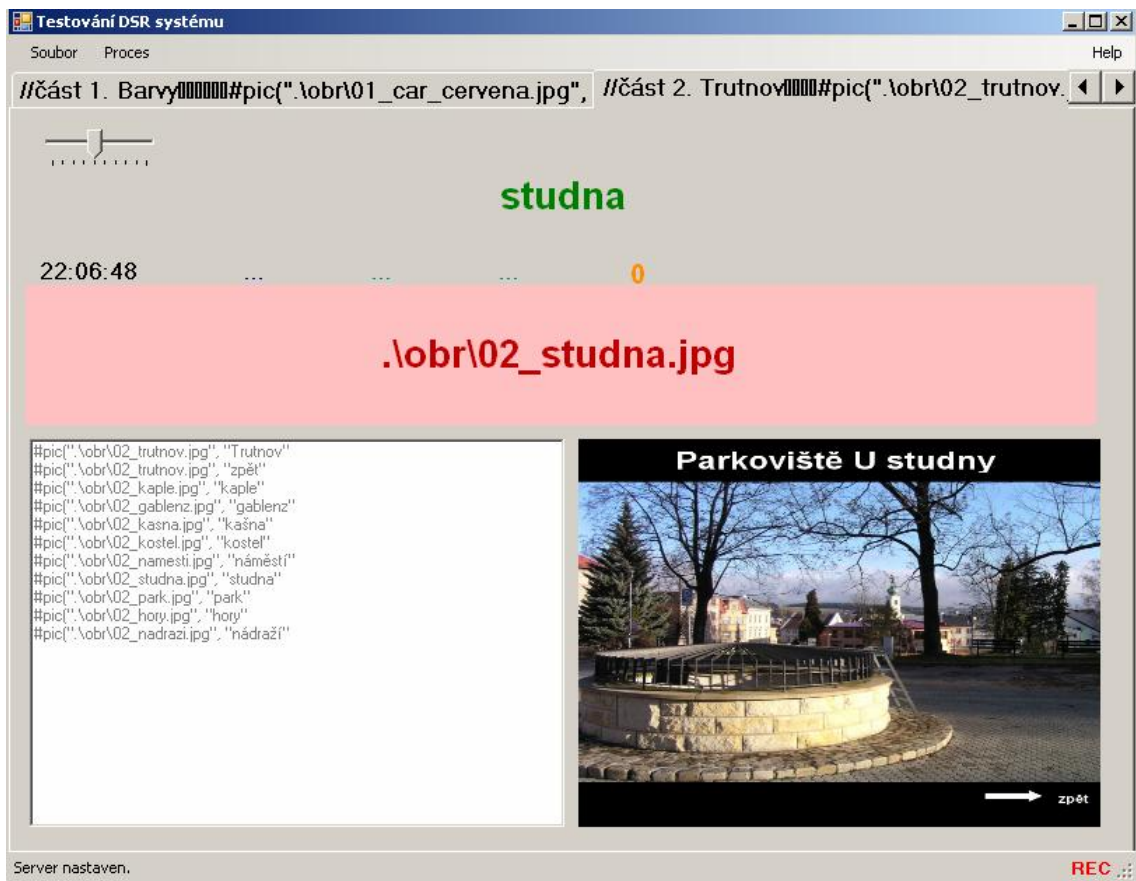 Testování DSR systému
Soubor Proces Help
//část 1. Barvy▯▯▯▯▯▯#pic(".\obr\01_car_cervena.jpg", //část 2. Trutnov▯▯▯▯#pic(".\obr\02_trutnov.
studna
22:06:48 ... ... ... 0
.\obr\02_studna.jpg
#pic(".\obr\02_trutnov.jpg", "Trutnov"
#pic(".\obr\02_trutnov.jpg", "zpět"
#pic(".\obr\02_kaple.jpg", "kaple"
#pic(".\obr\02_gablenz.jpg", "gablenz"
#pic(".\obr\02_kasna.jpg", "kašna"
#pic(".\obr\02_kostel.jpg", "kostel"
#pic(".\obr\02_namesti.jpg", "náměstí"
#pic(".\obr\02_studna.jpg", "studna"
#pic(".\obr\02_park.jpg", "park"
#pic(".\obr\02_hory.jpg", "hory"
#pic(".\obr\02_nadrazi.jpg", "nádraží"
Parkoviště U studny
zpět
Server nastaven.
REC